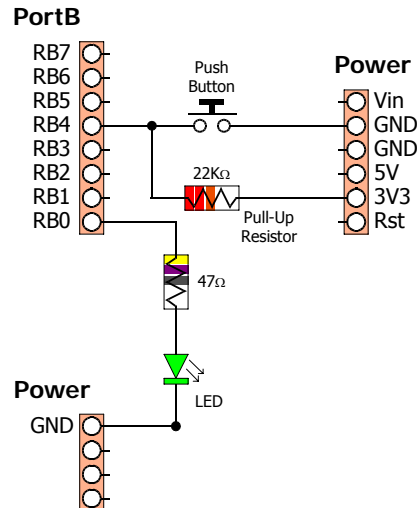 PortB
RB7
RB6
RB5
RB4
RB3
RB2
RB1
RB0
Push
Button
Power
Vin
GND
GND
5V
3V3
Rst
22KΩ
Pull-Up
Resistor
47Ω
LED
Power
GND